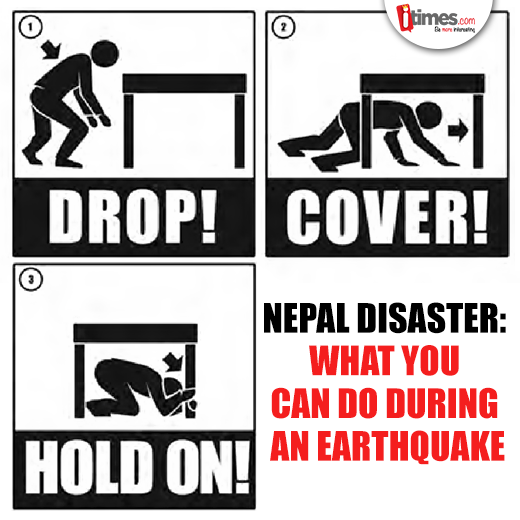 1
DROP!
2
itimes.com
Be more interesting
COVER!
3
HOLD ON!
NEPAL DISASTER:
WHAT YOU
CAN DO DURING
AN EARTHQUAKE